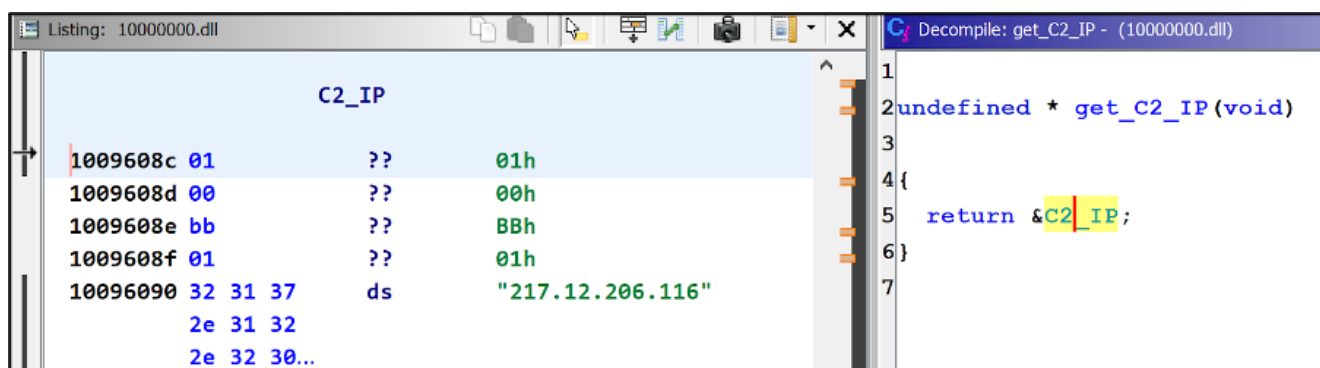 Listing: 10000000.dll
C2_IP
1009608c 01 ?? 01h
1009608d 00 ?? 00h
1009608e bb ?? BBh
1009608f 01 ?? 01h
10096090 32 31 37 ds "217.12.206.116"
2e 31 32
2e 32 30...
Decompile: get_C2_IP - (10000000.dll)
1
2 undefined * get_C2_IP(void)
3
4 {
5 return &C2_IP;
6 }
7